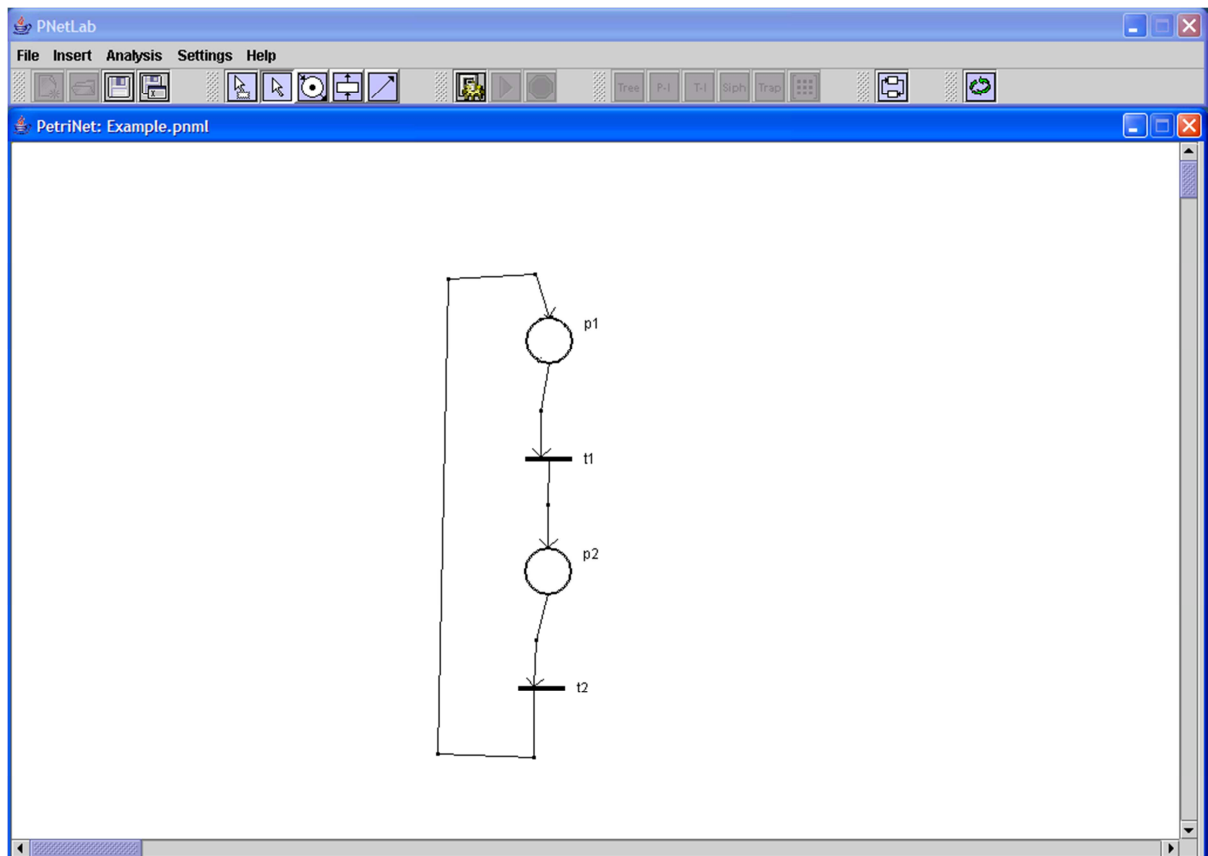 PNetLab
File Insert Analysis Settings Help
Tree P-I T-I Siph Trap
PetriNet: Example.pnml
p1
t1
p2
t2